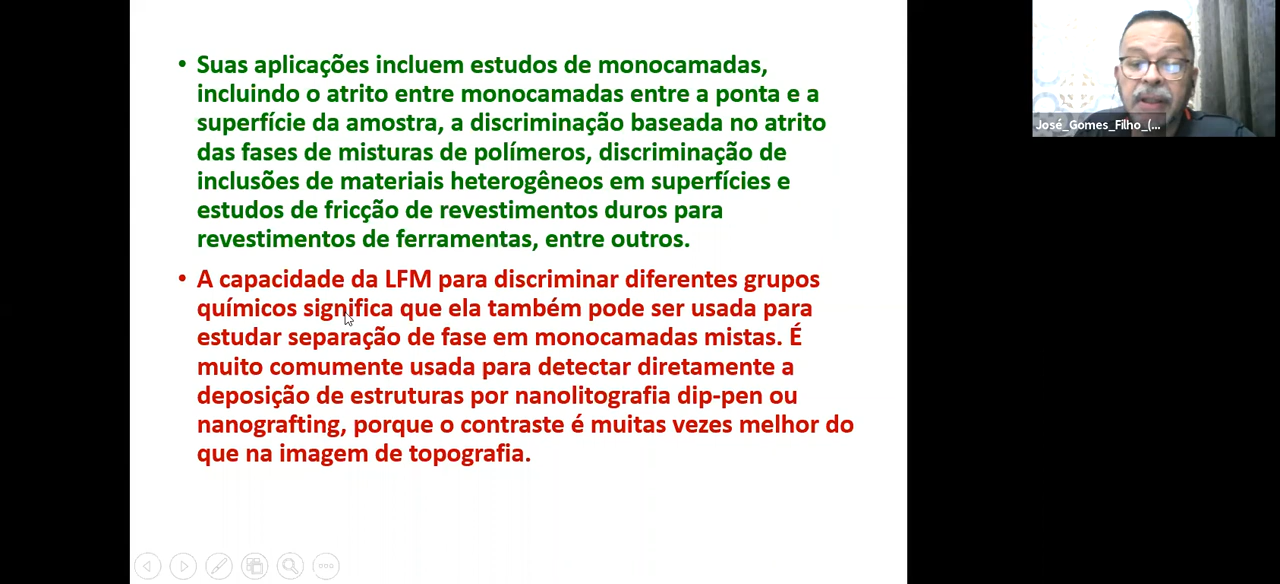 • Suas aplicações incluem estudos de monocamadas,
incluindo o atrito entre monocamadas entre a ponta e a
superfície da amostra, a discriminação baseada no atrito
das fases de misturas de polímeros, discriminação de
inclusões de materiais heterogêneos em superfícies e
estudos de fricção de revestimentos duros para
revestimentos de ferramentas, entre outros.
• A capacidade da LFM para discriminar diferentes grupos
químicos significa que ela também pode ser usada para
estudar separação de fase em monocamadas mistas. É
muito comumente usada para detectar diretamente a
deposição de estruturas por nanolitografia dip-pen ou
nanografting, porque o contraste é muitas vezes melhor do
que na imagem de topografia.
José_Gomes_Filho_(...